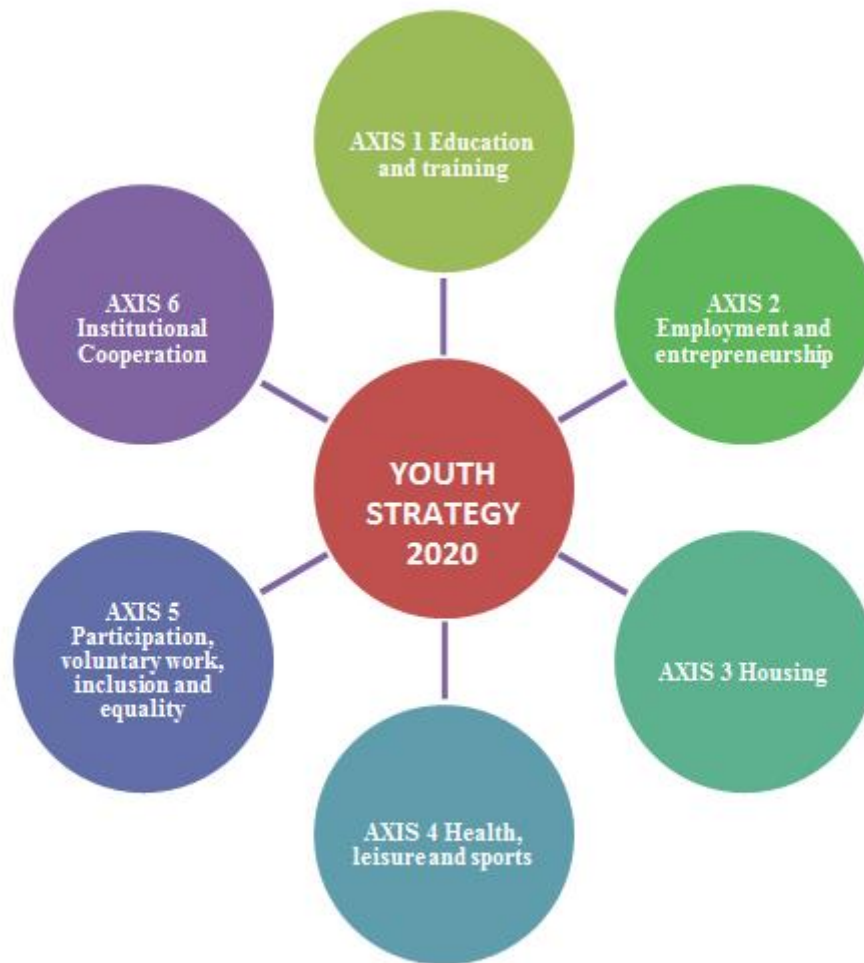 AXIS 1 Education
and training
AXIS 2
Employment and
entrepreneurship
AXIS 3 Housing
AXIS 4 Health,
leisure and sports
AXIS 5
Participation,
voluntary work,
inclusion and
equality
AXIS 6
Institutional
Cooperation
YOUTH
STRATEGY
2020